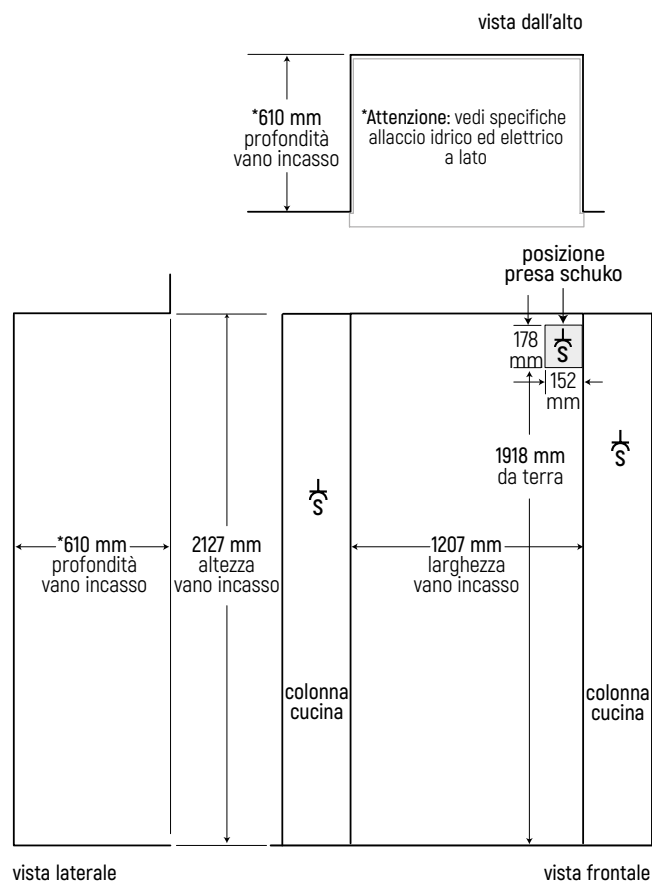 vista dall'alto
*610 mm
profondità
vano incasso
*Attenzione: vedi specifiche
allaccio idrico ed elettrico
a lato
posizione
presa schuko
178
mm
S
152
mm
1918 mm
da terra
S
S
*610 mm
profondità
vano incasso
2127 mm
altezza
vano incasso
1207 mm
larghezza
vano incasso
colonna
cucina
colonna
cucina
vista laterale
vista frontale